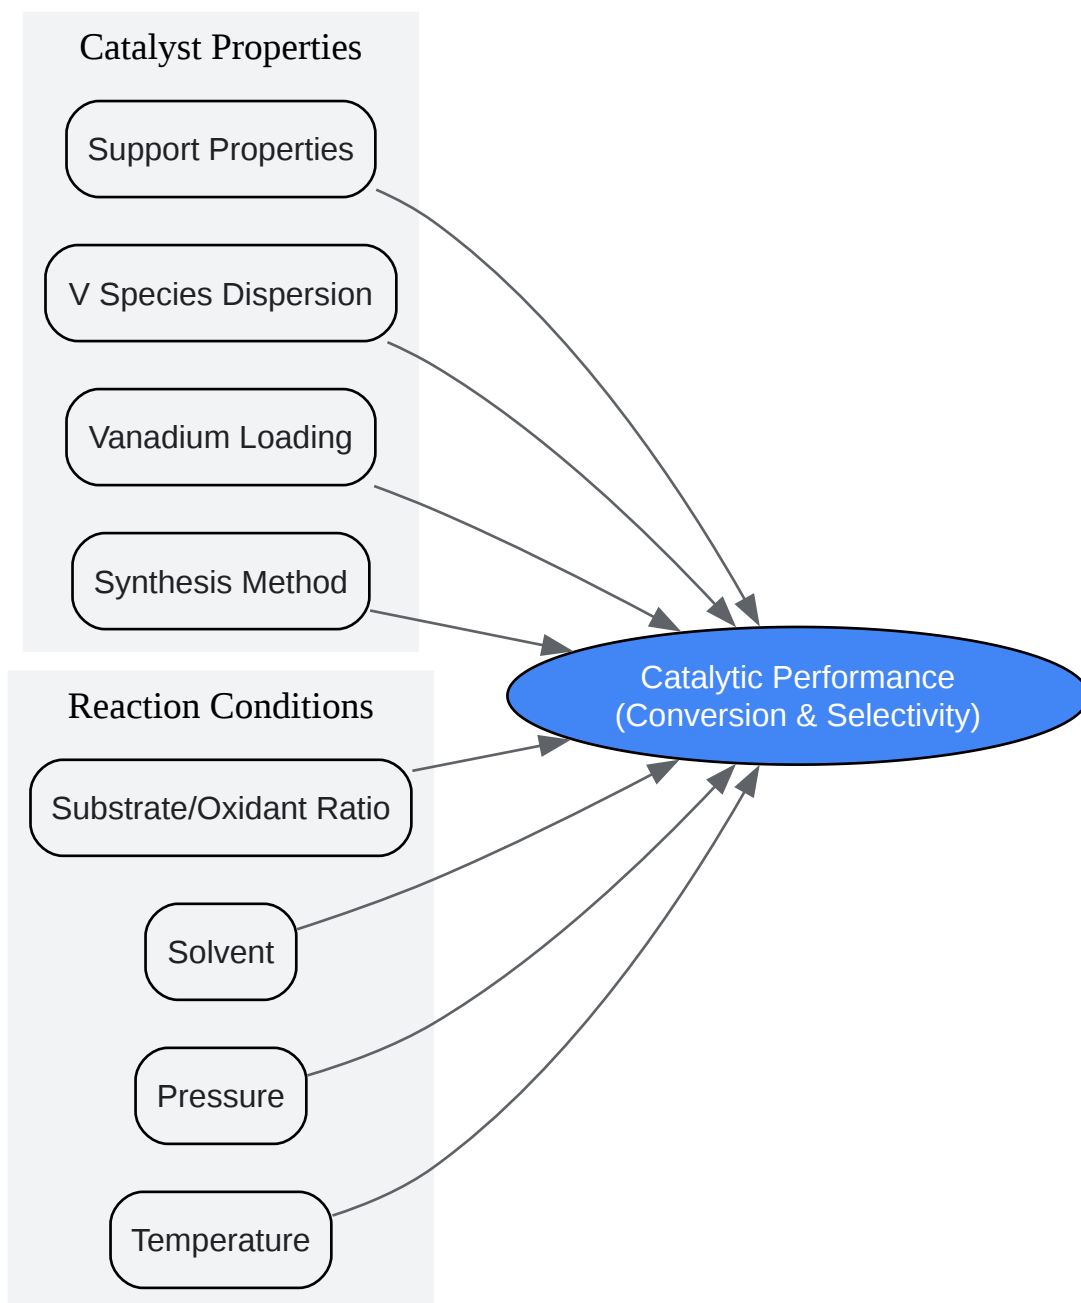 Catalyst Properties
Support Properties
V Species Dispersion
Vanadium Loading
Synthesis Method
Catalytic Performance
(Conversion & Selectivity)
Reaction Conditions
Substrate/Oxidant Ratio
Solvent
Pressure
Temperature